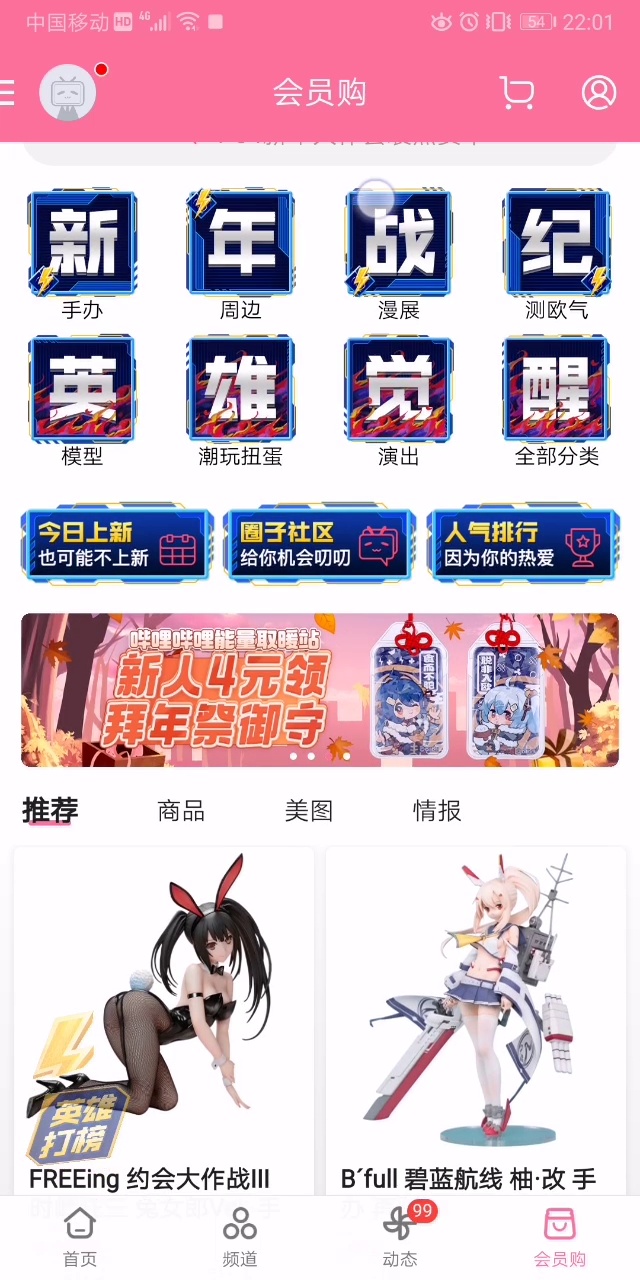 中国移动 HD 4G 54 22:01
会员购
新 年 战 纪
手办 周边 漫展 测欧气
英 雄 觉 醒
模型 潮玩扭蛋 演出 全部分类
今日上新 圈子社区 人气排行
也可能不上新 给你机会叨叨 因为你的热爱
哔哩哔哩能量取暖站
新人4元领
拜年祭御守
推荐 商品 美图 情报
英雄
打榜
FREEing 约会大作战III
B´full 碧蓝航线 柚·改 手
99
首页 频道 动态 会员购